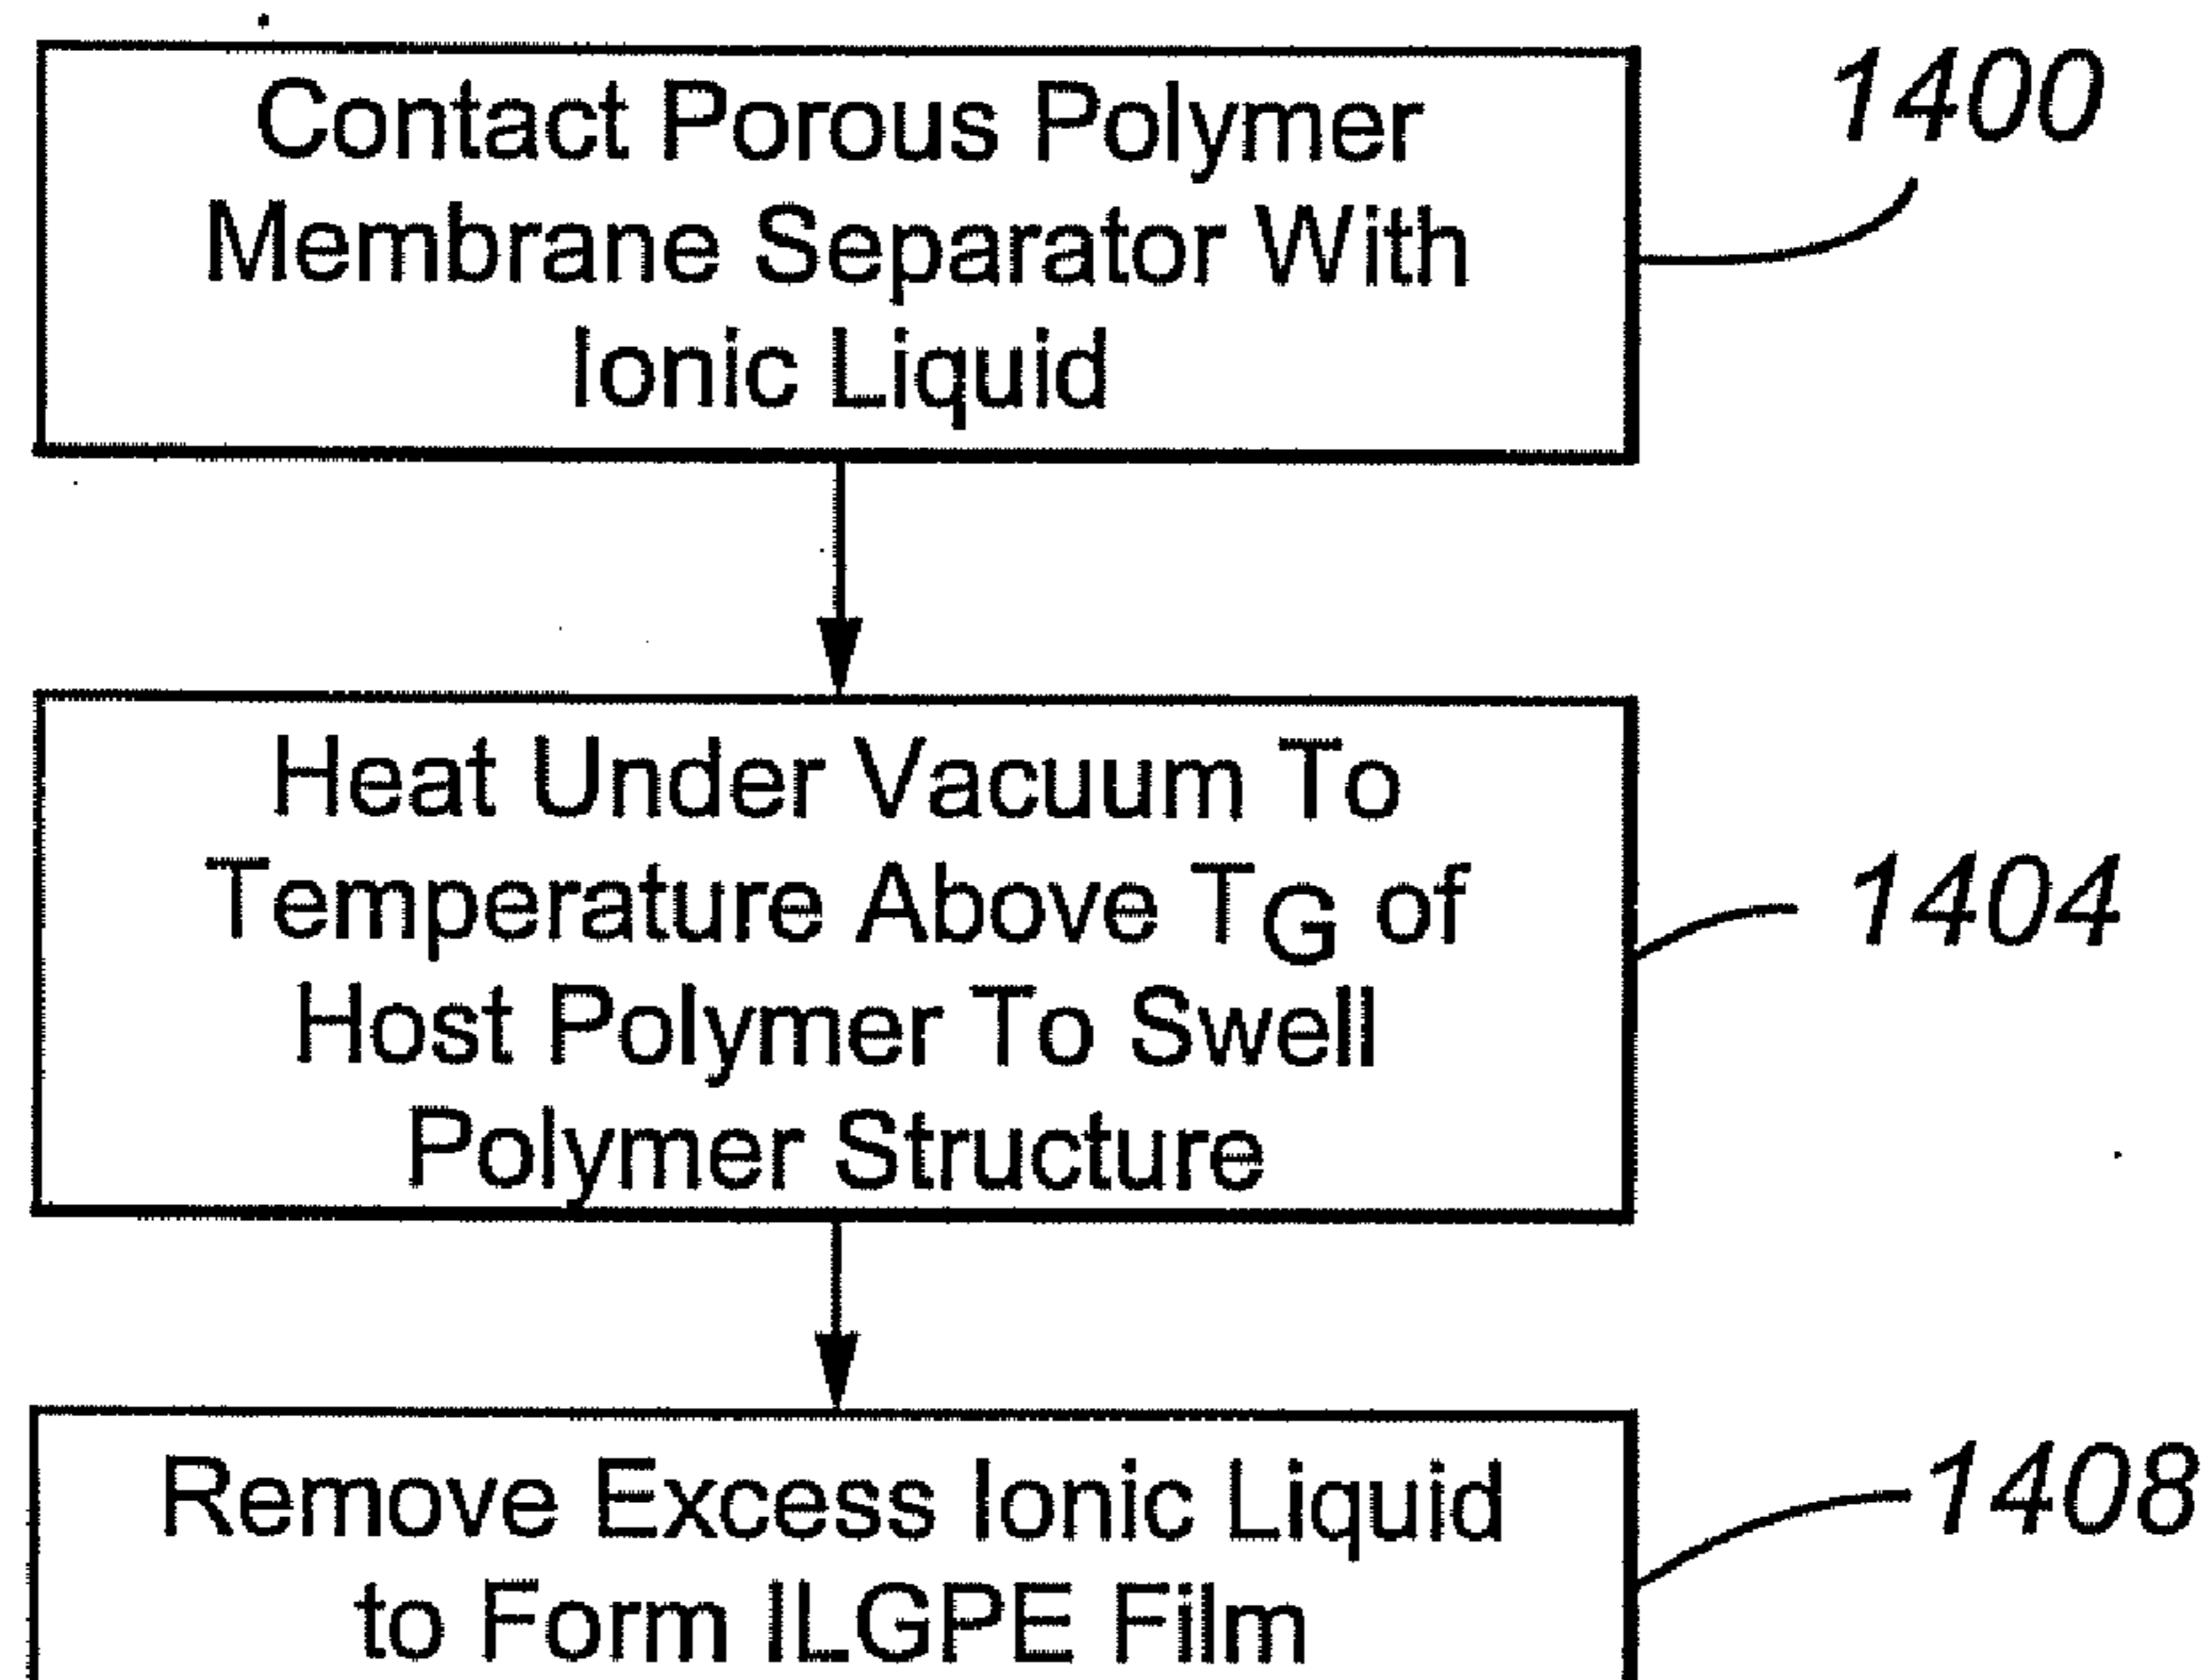 Contact Porous Polymer
Membrane Separator With
Ionic Liquid
1400
Heat Under Vacuum To
Temperature Above TG of
Host Polymer To Swell
Polymer Structure
1404
Remove Excess Ionic Liquid
to Form ILGPE Film
1408